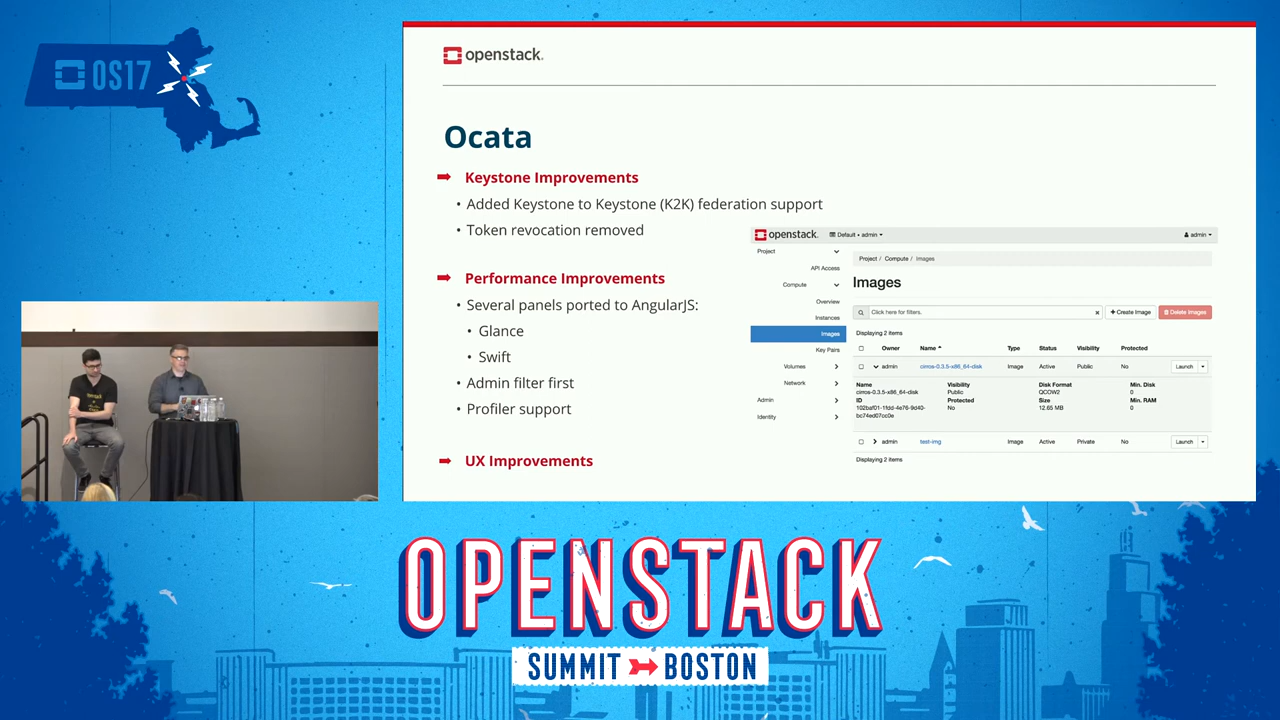 OS17
openstack.
Ocata
Keystone Improvements
• Added Keystone to Keystone (K2K) federation support
• Token revocation removed
Performance Improvements
• Several panels ported to AngularJS:
• Glance
• Swift
• Admin filter first
• Profiler support
UX Improvements
openstack. Default • admin admin
Project
API Access
Compute
Overview
Instances
Images
Key Pairs
Volumes
Network
Admin
Identity
Project / Compute / Images
Images
Click here for filters. × + Create Image Delete Images
Displaying 2 items
Owner Name Type Image Status Visibility Protected
admin cirros-0.3.5-x86_64-disk Image Active Public No Launch
Name Visibility Disk Format Min. Disk
cirros-0.3.5-x86_64-disk Public QCOW2 0
ID Protected Size Min. RAM
102baf01-1fdd-4e76-9d40- No 12.65 MB 0
bc74ed07cc0e
admin test-img Image Active Private No Launch
Displaying 2 items
OPENSTACK
SUMMIT BOSTON